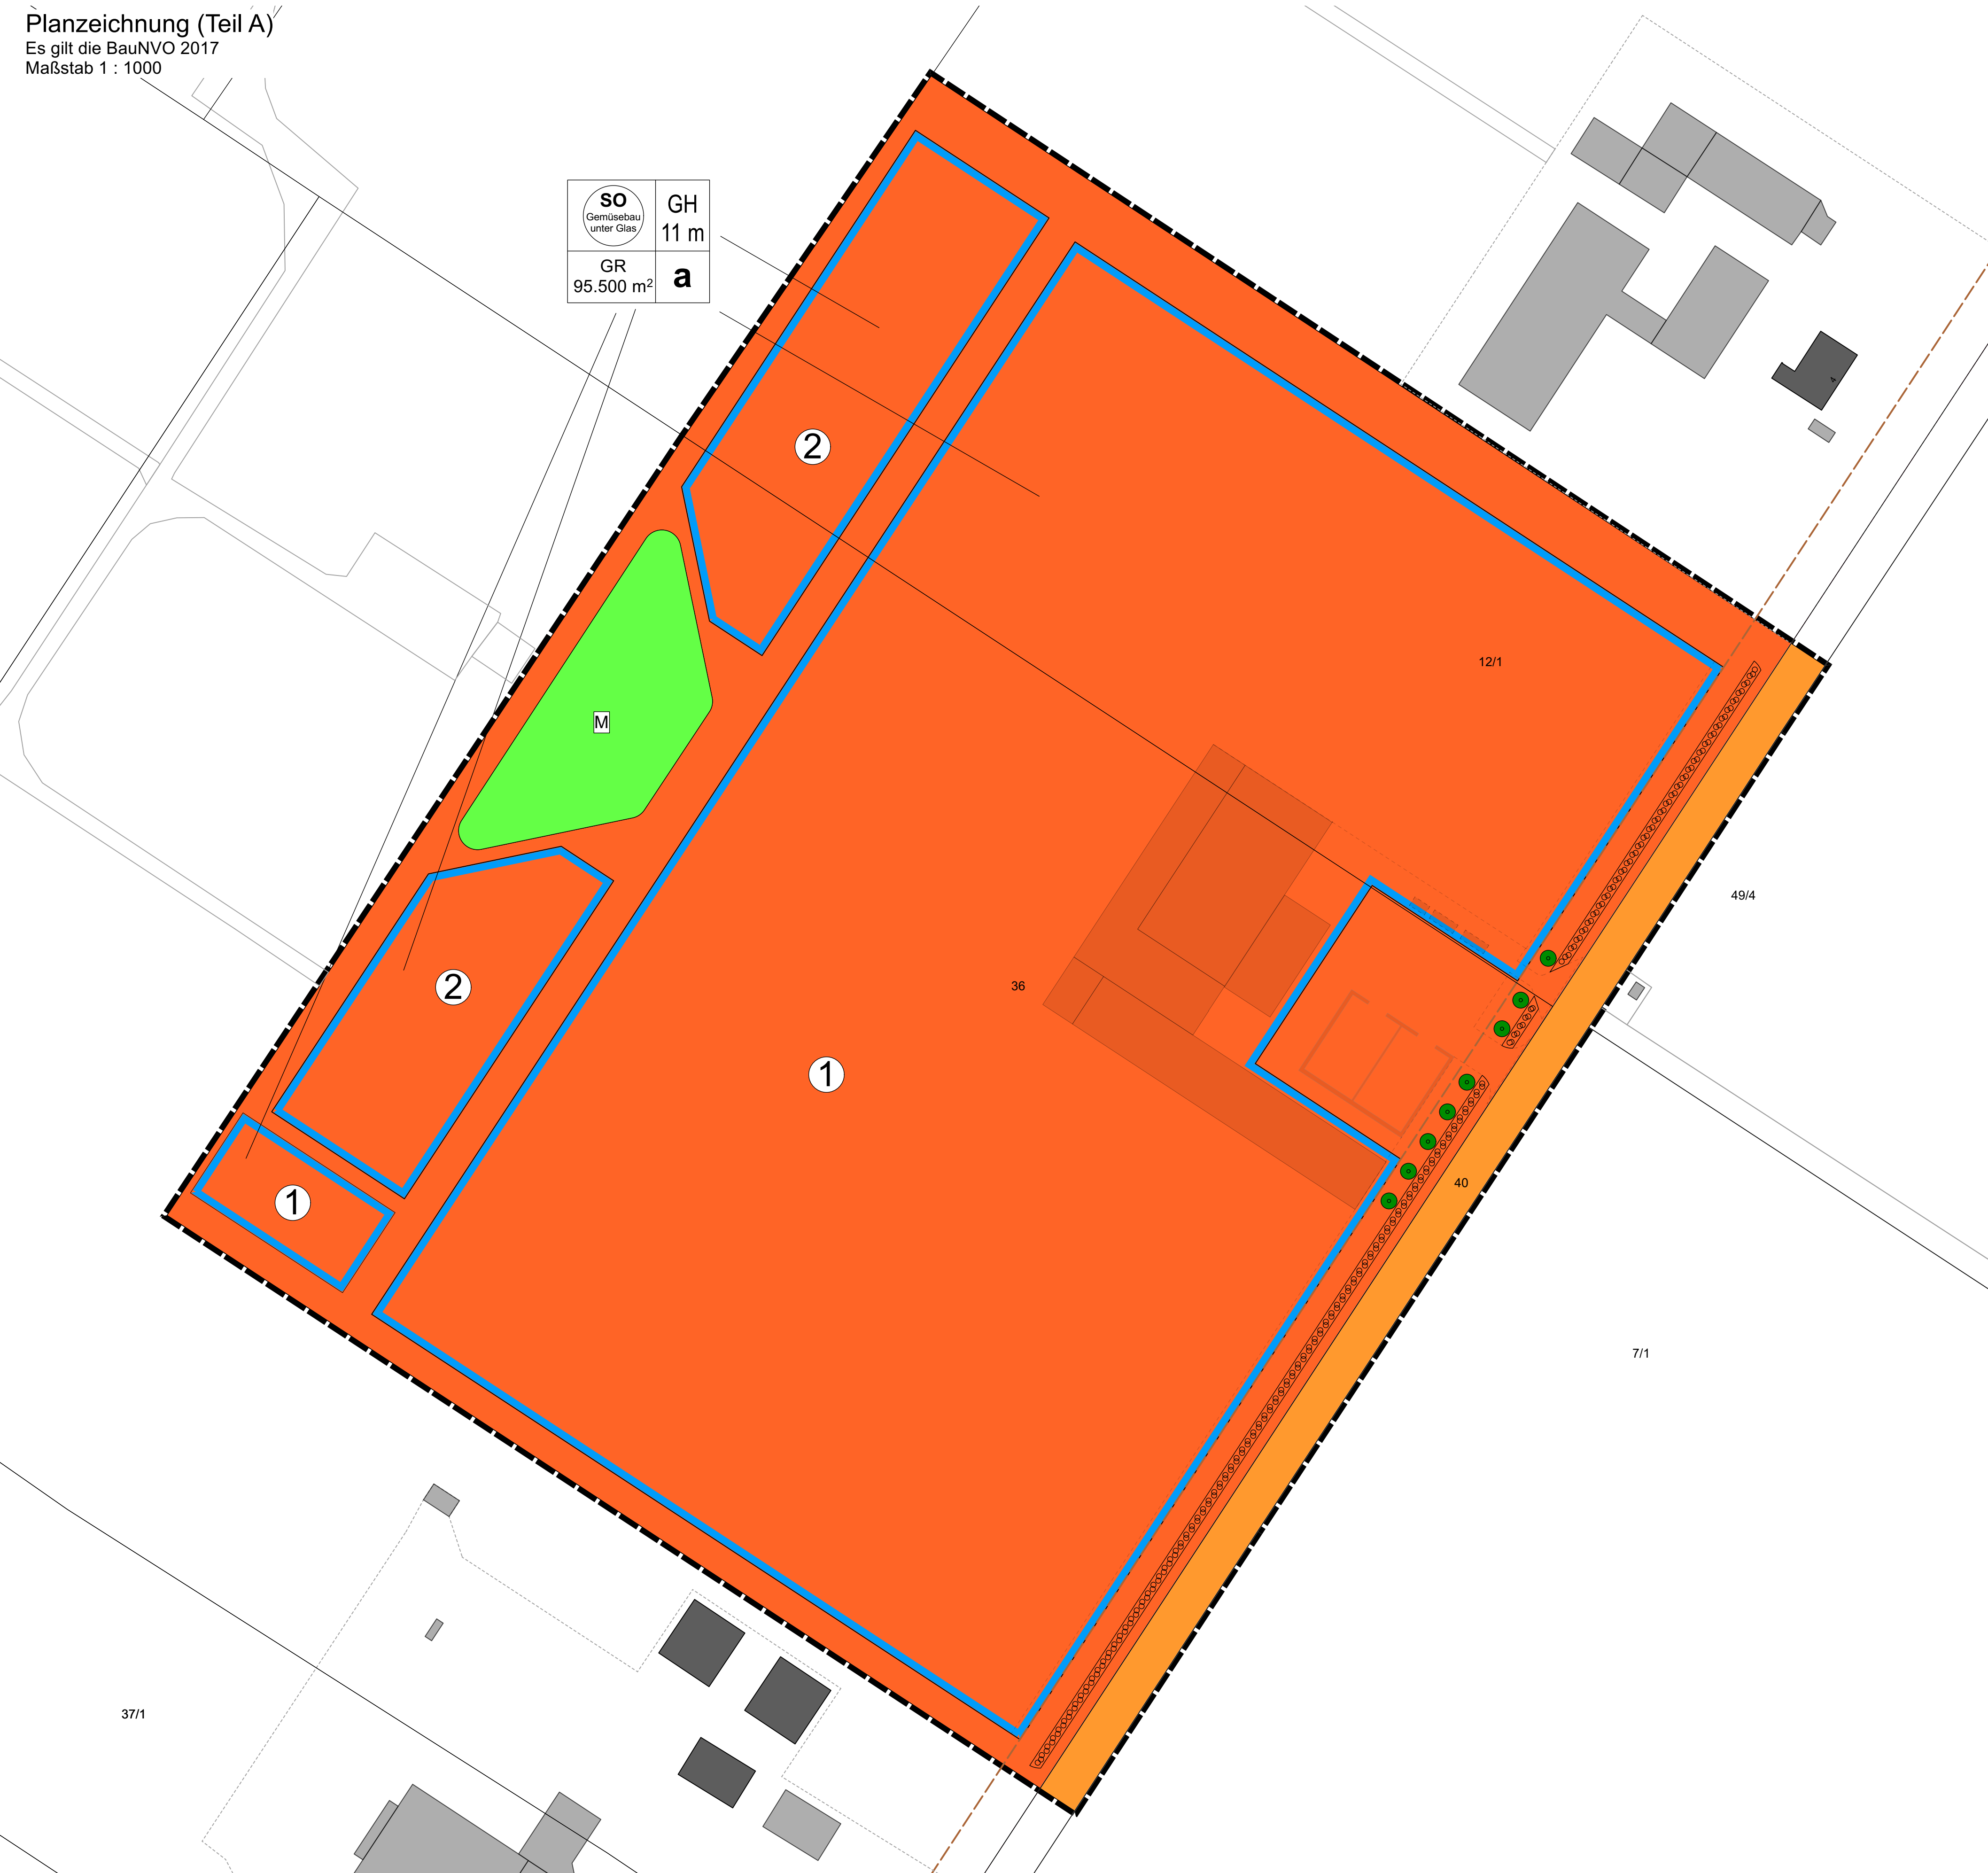 Planzeichnung (Teil A)
Es gilt die BauNVO 2017
Maßstab 1 : 1000
SO
Gemüsebau
unter Glas
GH
11 m
GR
95.500 m²
a
4
2
12/1
M
49/4
2
36
1
40
1
7/1
37/1